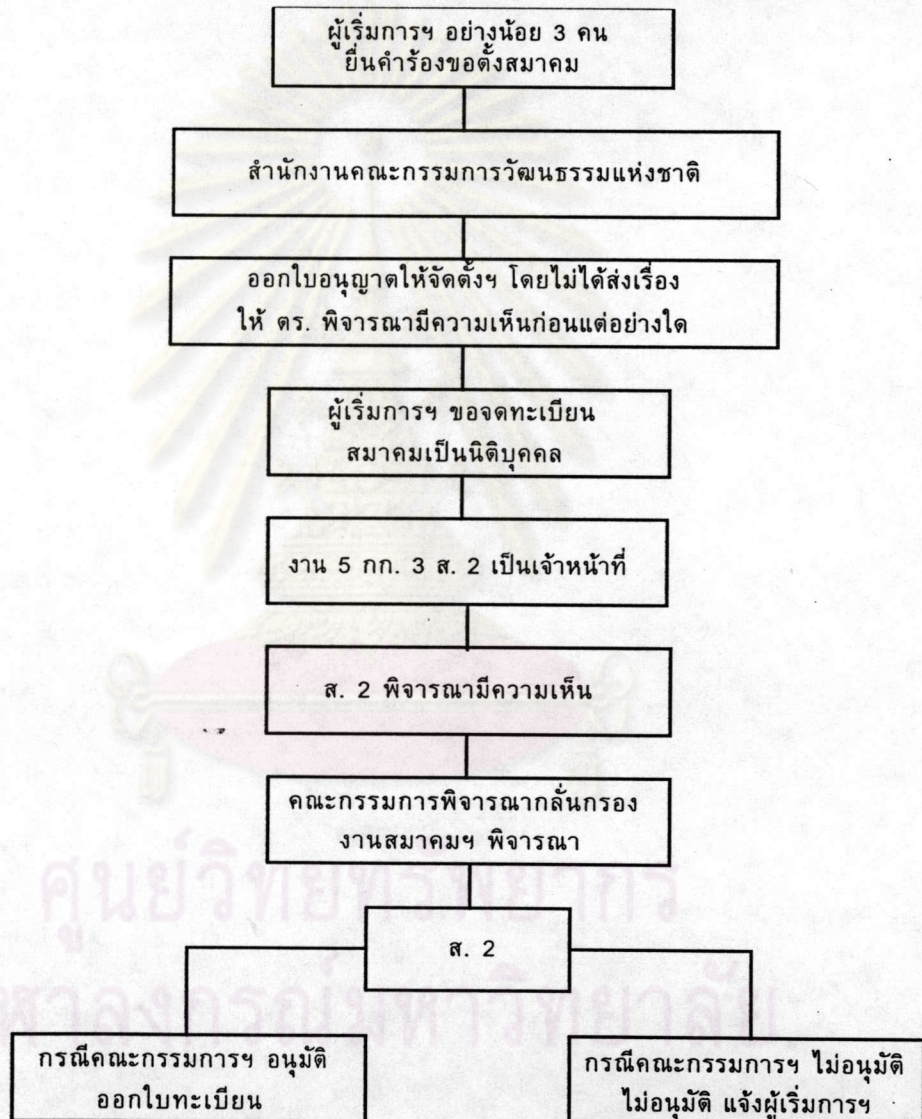 ผู้เริ่มการฯ อย่างน้อย 3 คน
ยื่นคำร้องขอตั้งสมาคม
สำนักงานคณะกรรมการวัฒนธรรมแห่งชาติ
ออกใบอนุญาตให้จัดตั้งฯ โดยไม่ได้ส่งเรื่อง
ให้ ตร. พิจารณามีความเห็นก่อนแต่อย่างใด
ผู้เริ่มการฯ ขอจดทะเบียน
สมาคมเป็นนิติบุคคล
งาน 5 กก. 3 ส. 2 เป็นเจ้าหน้าที่
ส. 2 พิจารณามีความเห็น
คณะกรรมการพิจารณากลั่นกรอง
งานสมาคมฯ พิจารณา
ศูนย์วิทยทรัพยากร
ส. 2
ฬาลงกรณ์มหาวิทยาลัย
กรณีคณะกรรมการฯ อนุมัติ
ออกใบทะเบียน
กรณีคณะกรรมการฯ ไม่อนุมัติ
ไม่อนุมัติ แจ้งผู้เริ่มการฯ